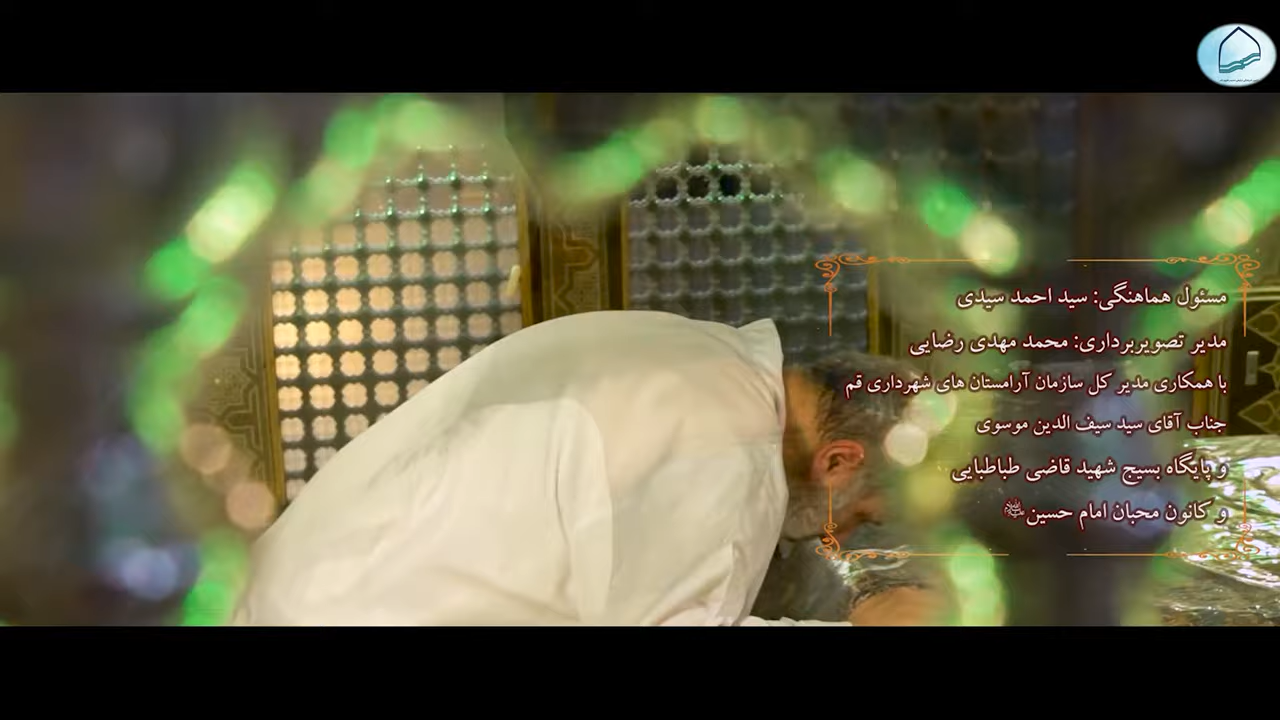 مسئول هماهنگی: سید احمد سیدی
مدیر تصویربرداری: محمد مهدی رضایی
با همکاری مدیر کل سازمان آرامستان های شهرداری قم
جناب آقای سید سیف الدین موسوی
و پایگاه بسیج شهید قاضی طباطبایی
و کانون محبان امام حسین